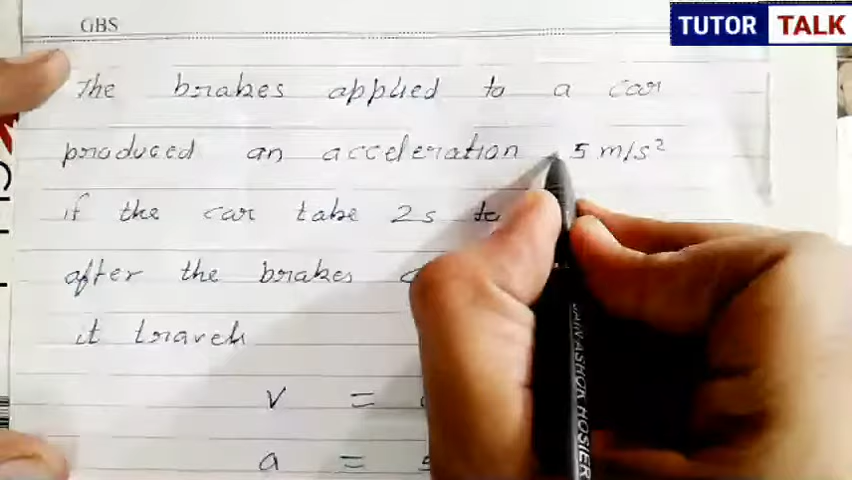 GBS
TUTOR TALK
The brakes applied to a car
produced an acceleration 5 m/s²
if the car take 2s to
after the brakes
it travels
V =
a = 5